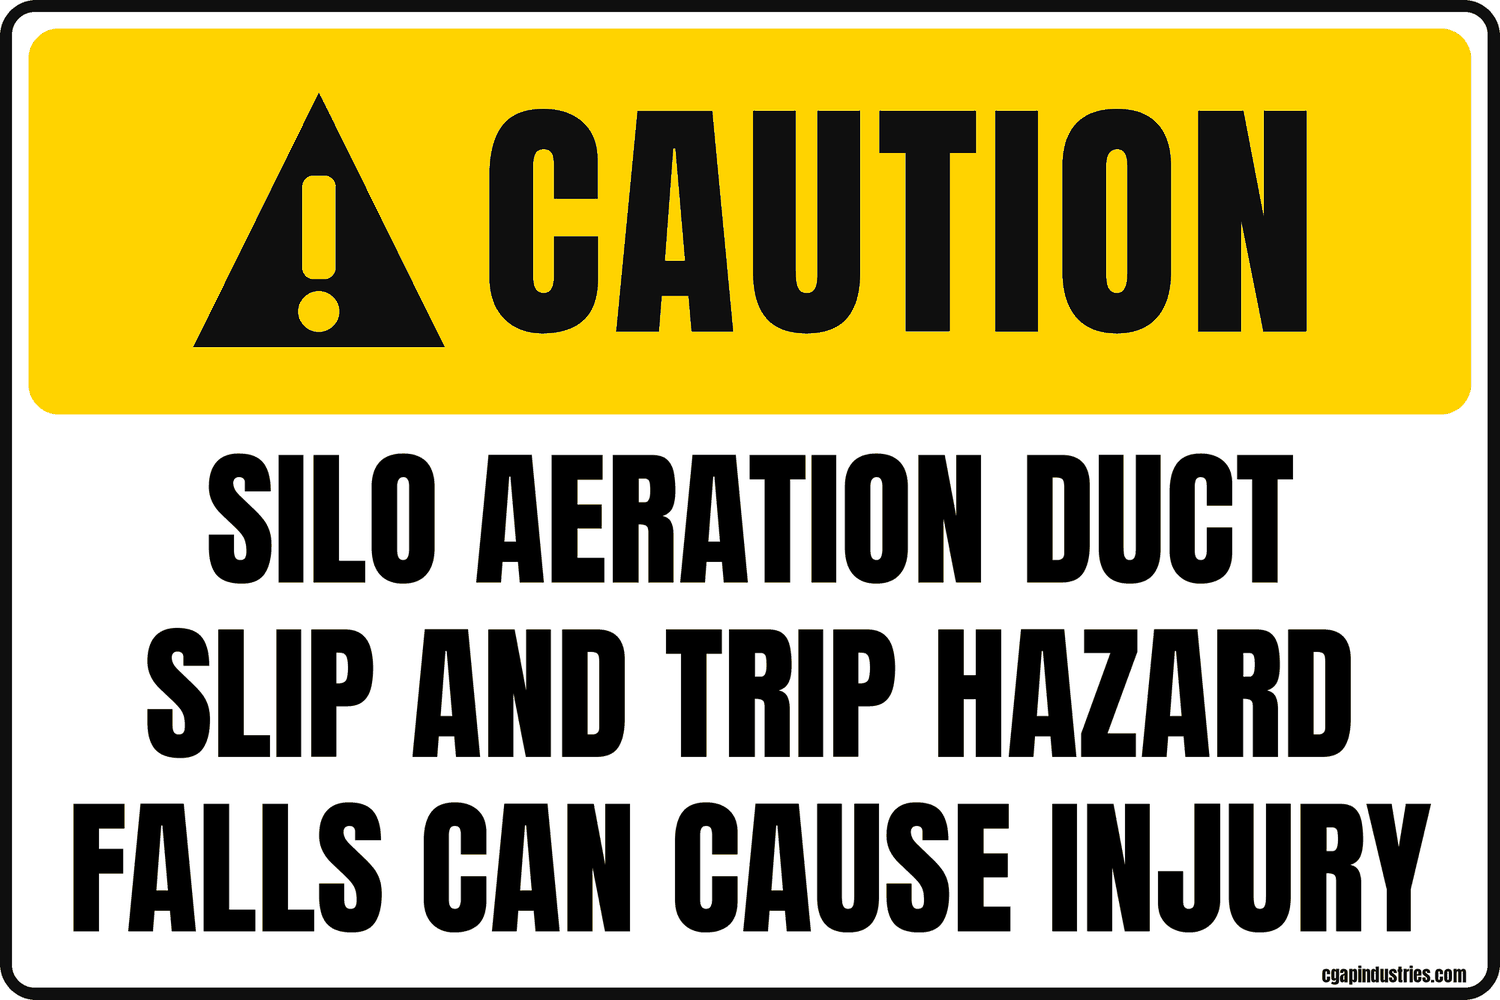 CAUTION
SILO AERATION DUCT
SLIP AND TRIP HAZARD
FALLS CAN CAUSE INJURY
cgapindustries.com